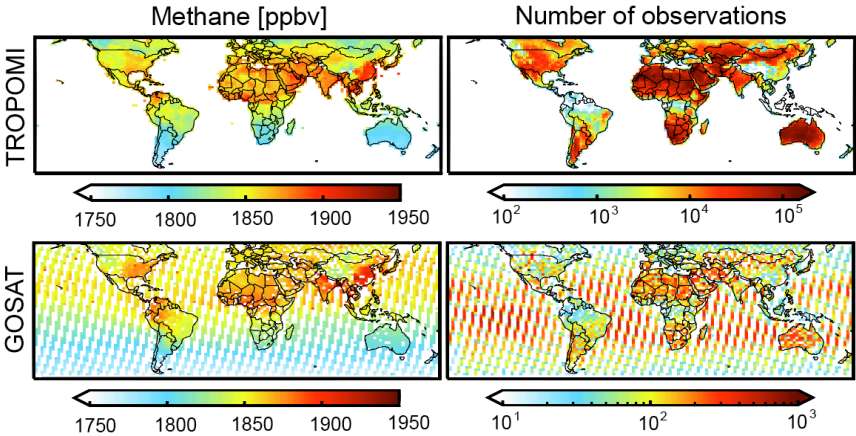 Methane [ppbv]
Number of observations
TROPOMI
1750 1800 1850 1900 1950
10² 10³ 10⁴ 10⁵
GOSAT
1750 1800 1850 1900 1950
10¹ 10² 10³